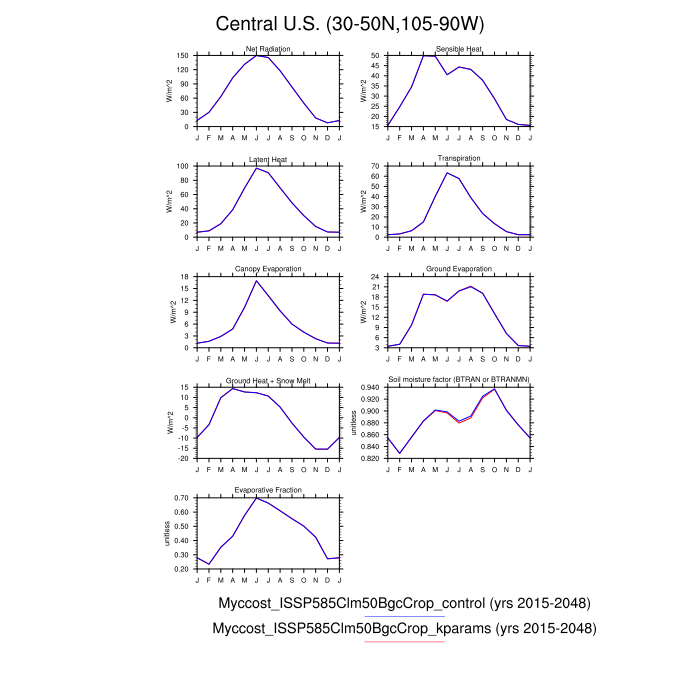 Central U.S. (30-50N,105-90W)
Net Radiation
W/m^2
150
120
90
60
30
0
J F M A M J J A S O N D J
Sensible Heat
50
45
40
35
30
25
20
15
J F M A M J J A S O N D J
Latent Heat
W/m^2
100
80
60
40
20
0
J F M A M J J A S O N D J
Transpiration
W/m^2
70
60
50
40
30
20
10
0
J F M A M J J A S O N D J
Canopy Evaporation
W/m^2
18
15
12
9
6
3
0
J F M A M J J A S O N D J
Ground Evaporation
W/m^2
24
21
18
15
12
9
6
3
J F M A M J J A S O N D J
Ground Heat + Snow Melt
W/m^2
15
10
5
0
-5
-10
-15
-20
J F M A M J J A S O N D J
Soil moisture factor (BTRAN or BTRANMN)
unitless
0.940
0.920
0.900
0.880
0.860
0.840
0.820
J F M A M J J A S O N D J
Evaporative Fraction
unitless
0.70
0.60
0.50
0.40
0.30
0.20
J F M A M J J A S O N D J
Myccost_ISSP585Clm50BgcCrop_control (yrs 2015-2048)
Myccost_ISSP585Clm50BgcCrop_kparams (yrs 2015-2048)